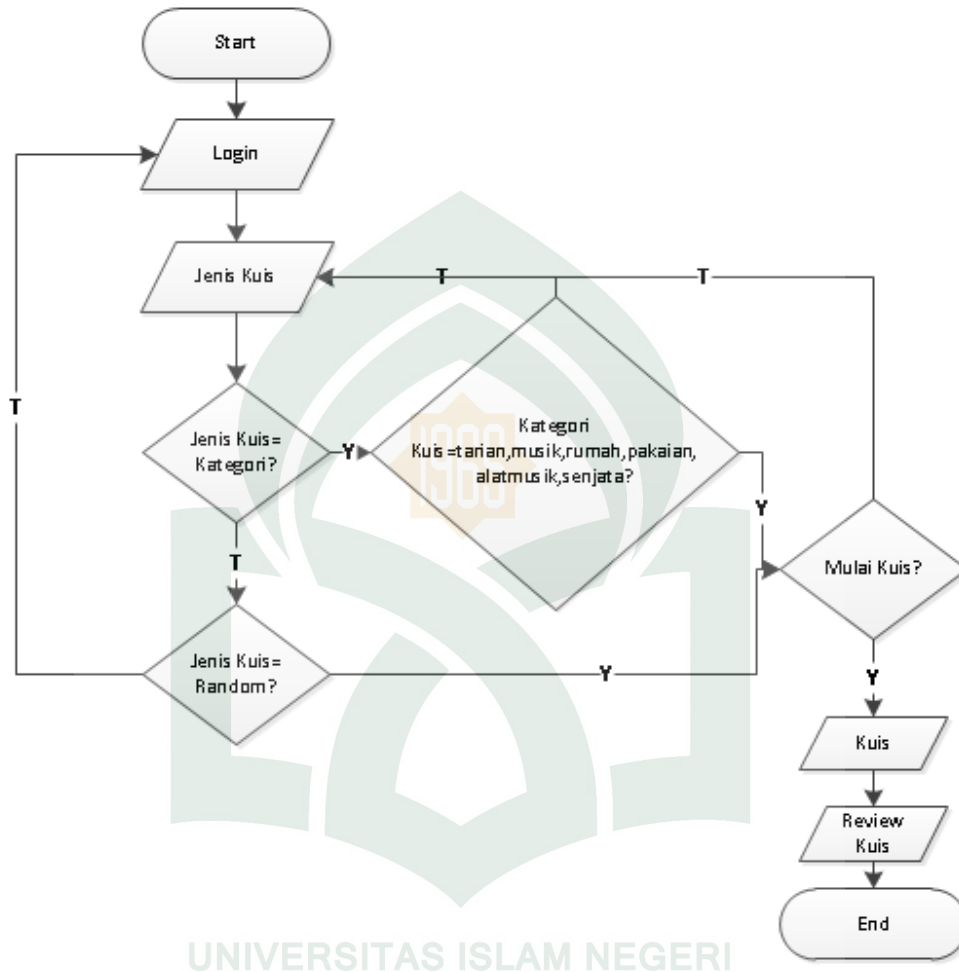 Start
Login
Jenis Kuis
T
T
T
Jenis Kuis=
Kategori?
Y
Kategori
Kuis=tarian,musik,rumah,pakaian,
alatmusik,senjata?
1965
Y
T
Mulai Kuis?
Jenis Kuis=
Random?
Y
Y
Kuis
Review
Kuis
End
UNIVERSITAS ISLAM NEGERI